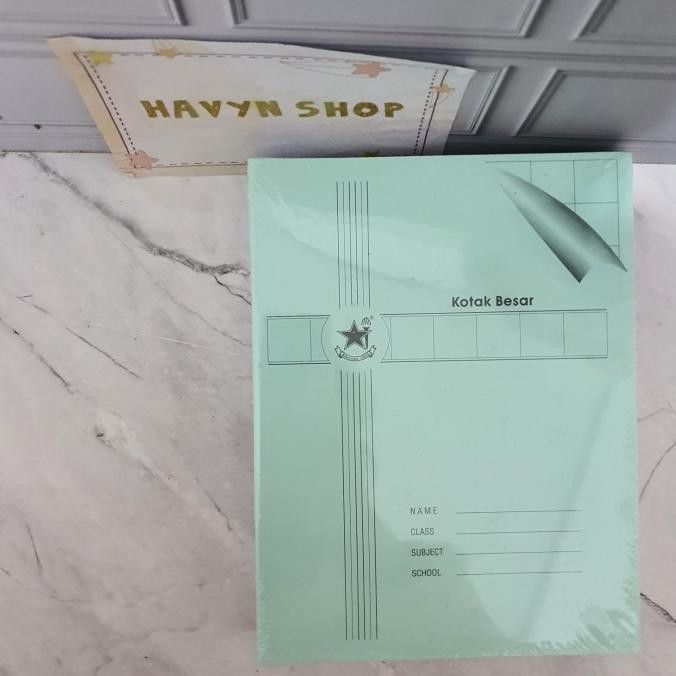 HAVYN SHOP
Kotak Besar
NAME
CLASS
SUBJECT
SCHOOL